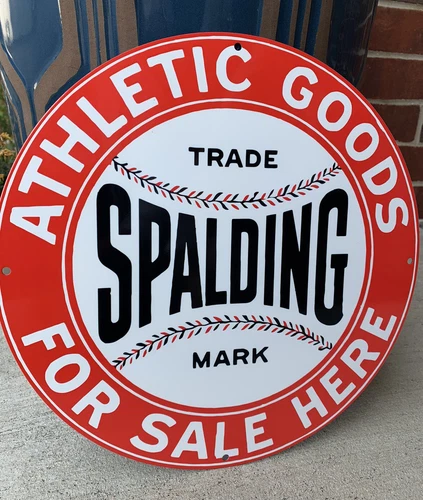 ATHLETIC GOODS
TRADE
SPALDING
MARK
FOR SALE HERE